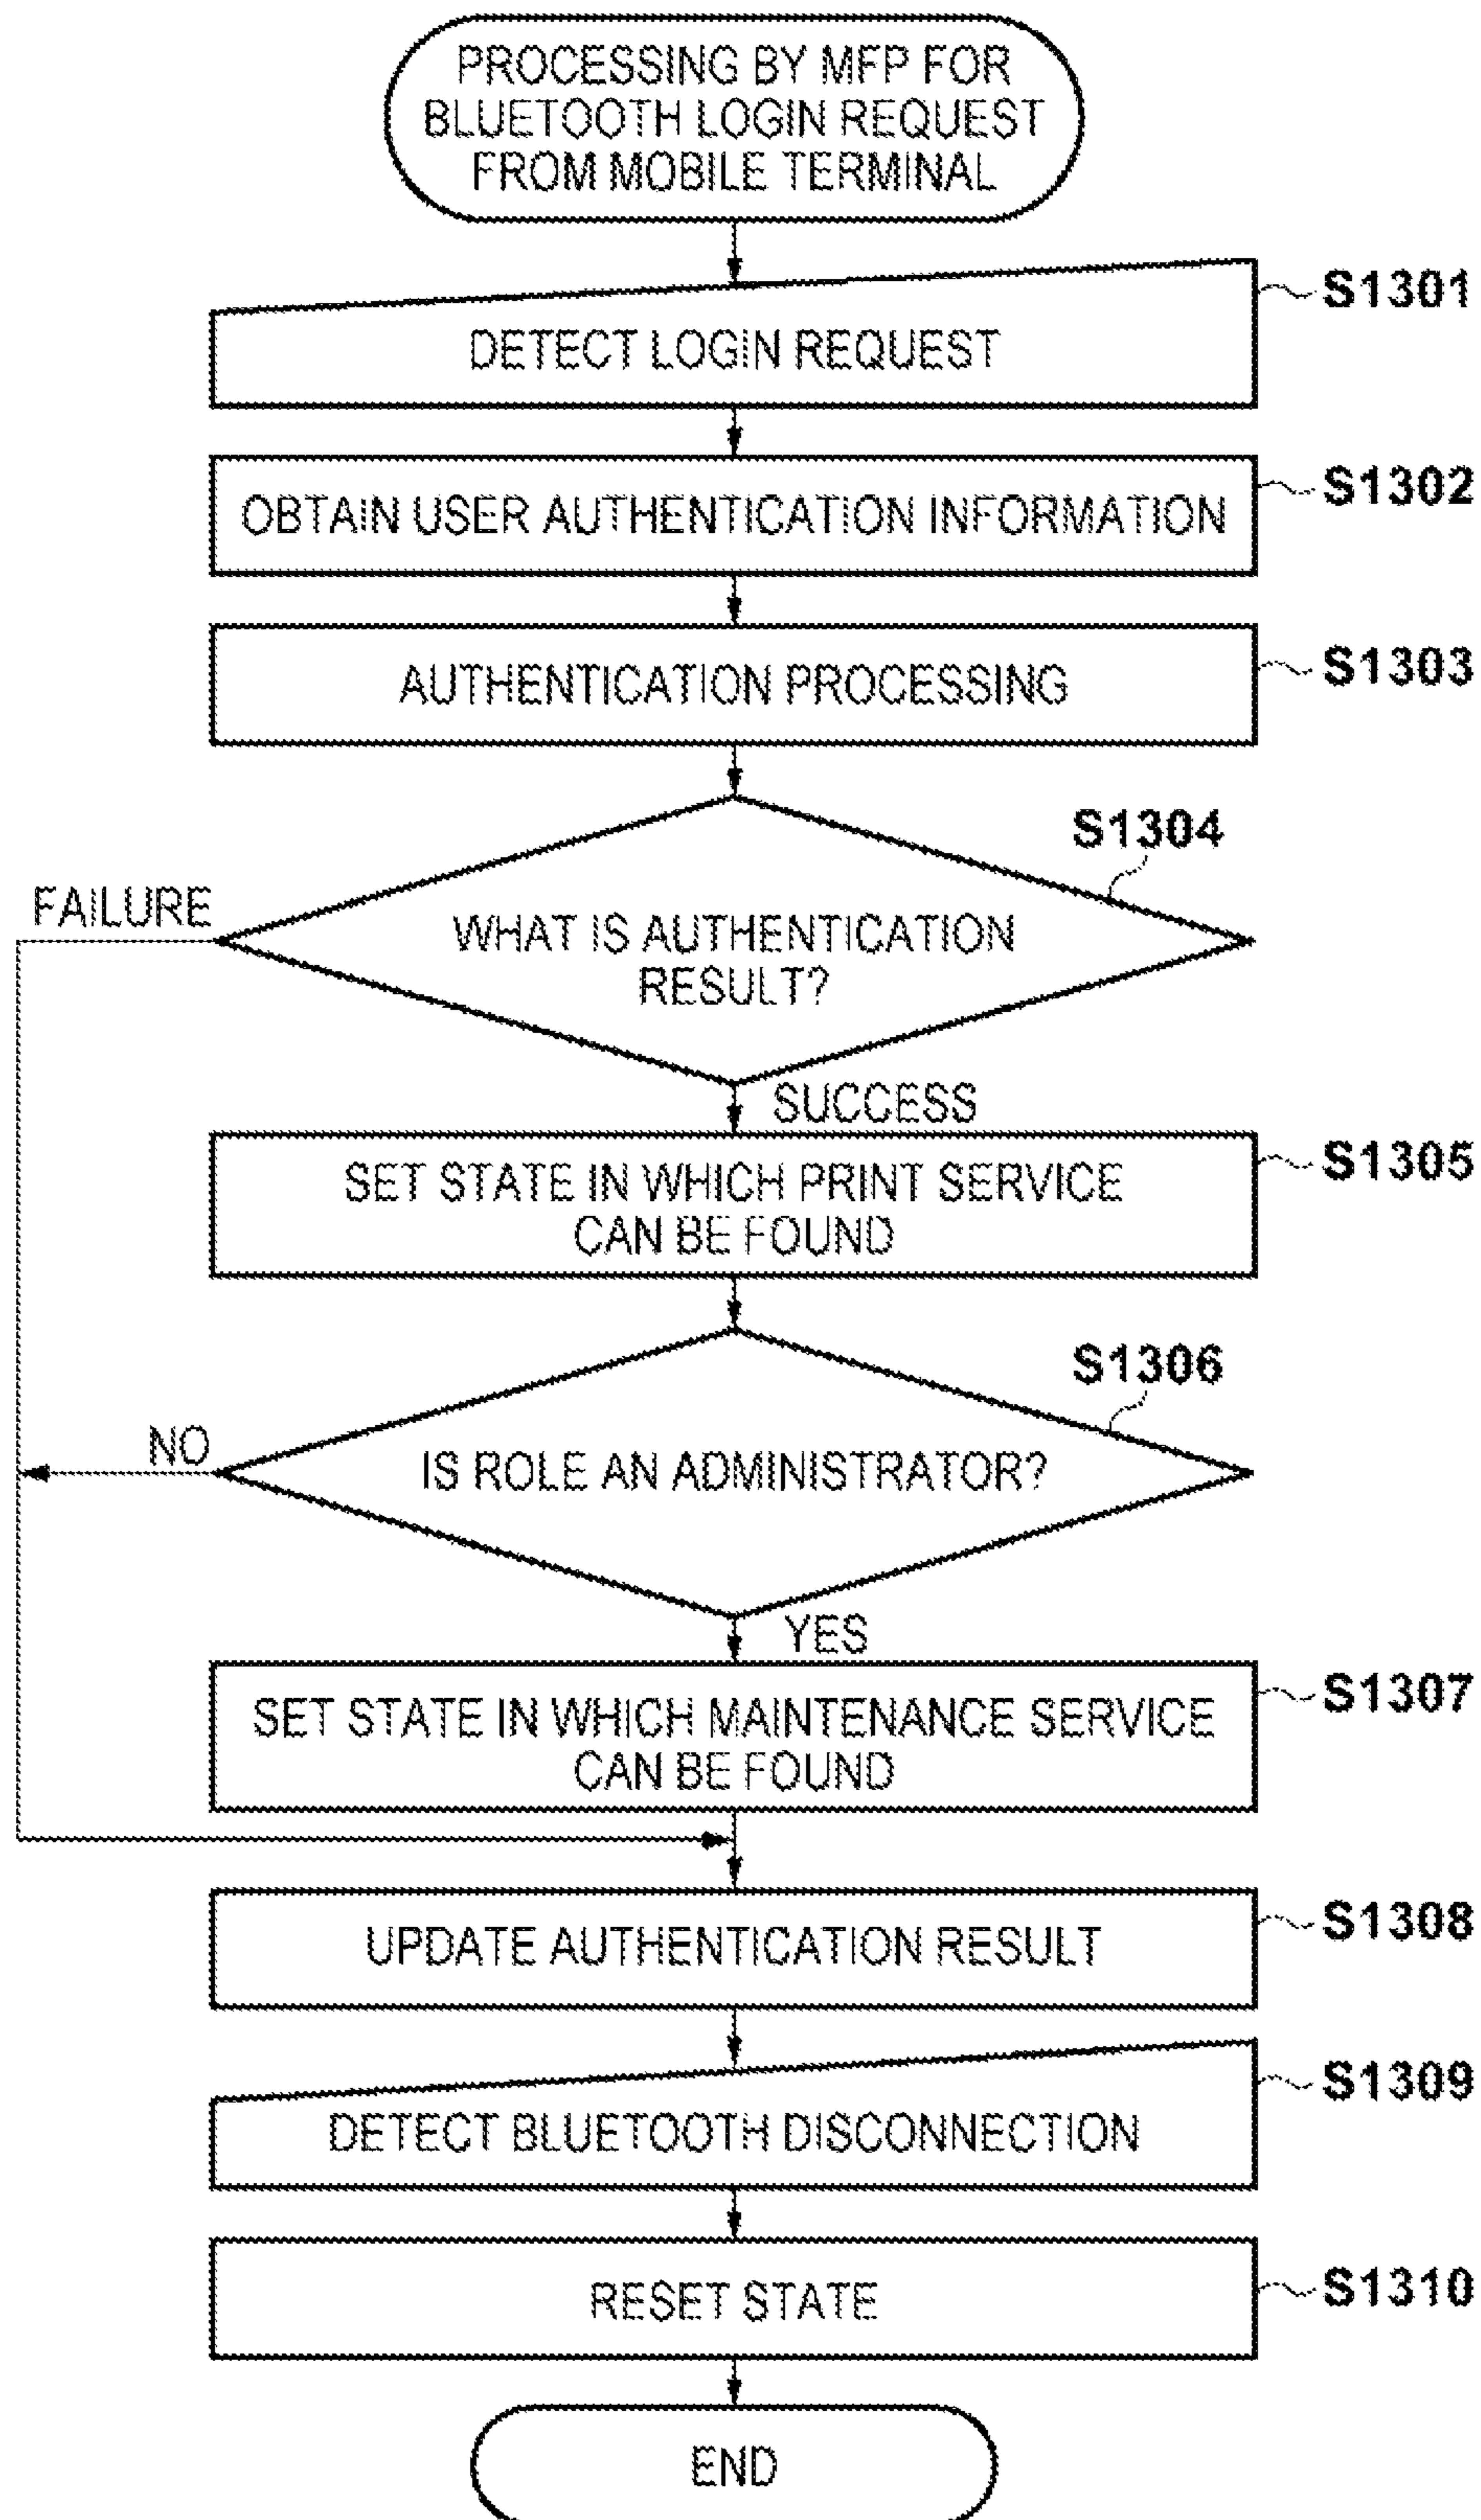 PROCESSING BY MFP FOR
BLUETOOTH LOGIN REQUEST
FROM MOBILE TERMINAL
S1301
DETECT LOGIN REQUEST
S1302
OBTAIN USER AUTHENTICATION INFORMATION
S1303
AUTHENTICATION PROCESSING
S1304
FAILURE
WHAT IS AUTHENTICATION
RESULT?
SUCCESS
S1305
SET STATE IN WHICH PRINT SERVICE
CAN BE FOUND
S1306
NO
IS ROLE AN ADMINISTRATOR?
YES
S1307
SET STATE IN WHICH MAINTENANCE SERVICE
CAN BE FOUND
S1308
UPDATE AUTHENTICATION RESULT
S1309
DETECT BLUETOOTH DISCONNECTION
S1310
RESET STATE
END